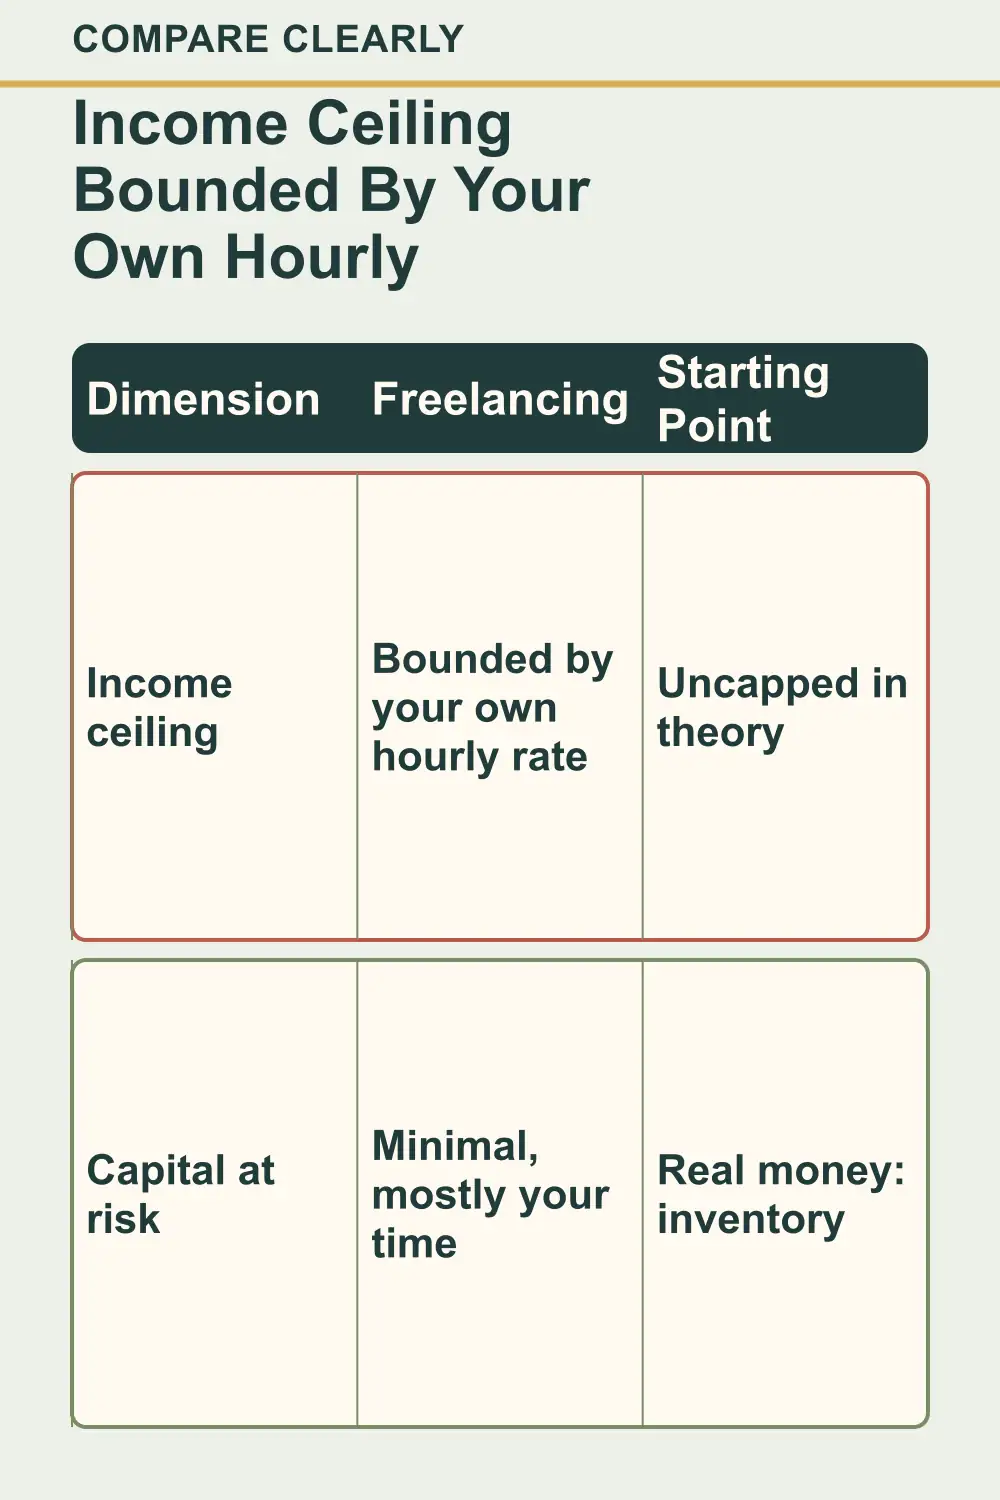 COMPARE CLEARLY
Income Ceiling
Bounded By Your
Own Hourly
Dimension
Freelancing
Starting
Point
Income
ceiling
Bounded by
your own
hourly rate
Uncapped in
theory
Capital at
risk
Minimal,
mostly your
time
Real money:
inventory